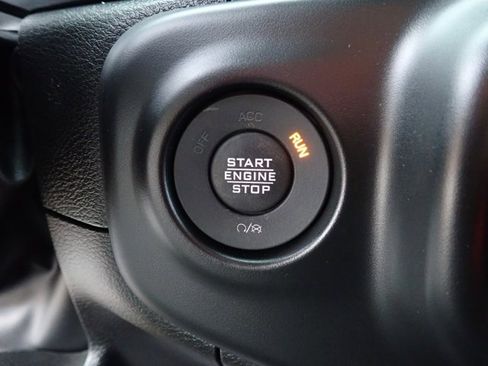 OFF ACC RUN
START
ENGINE
STOP